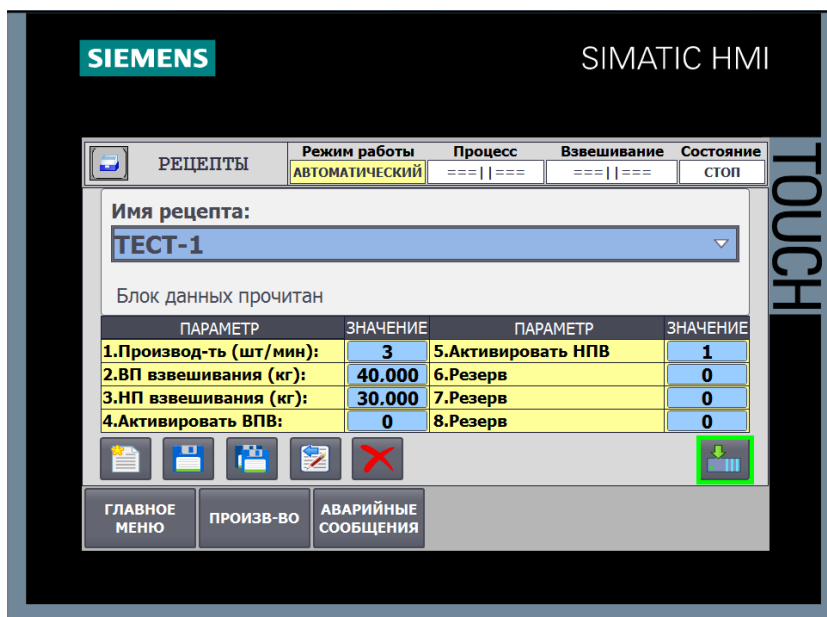 SIEMENS
SIMATIC HMI
TOUCH
РЕЦЕПТЫ
Режим работы Процесс Взвешивание Состояние
АВТОМАТИЧЕСКИЙ ===||=== ===||=== СТОП
Имя рецепта:
ТЕСТ-1
Блок данных прочитан
ПАРАМЕТР ЗНАЧЕНИЕ ПАРАМЕТР ЗНАЧЕНИЕ
1.Производ-ть (шт/мин): 3 5.Активировать НПВ 1
2.ВП взвешивания (кг): 40.000 6.Резерв 0
3.НП взвешивания (кг): 30.000 7.Резерв 0
4.Активировать ВПВ: 0 8.Резерв 0
ГЛАВНОЕ МЕНЮ
ПРОИЗВ-ВО
АВАРИЙНЫЕ СООБЩЕНИЯ